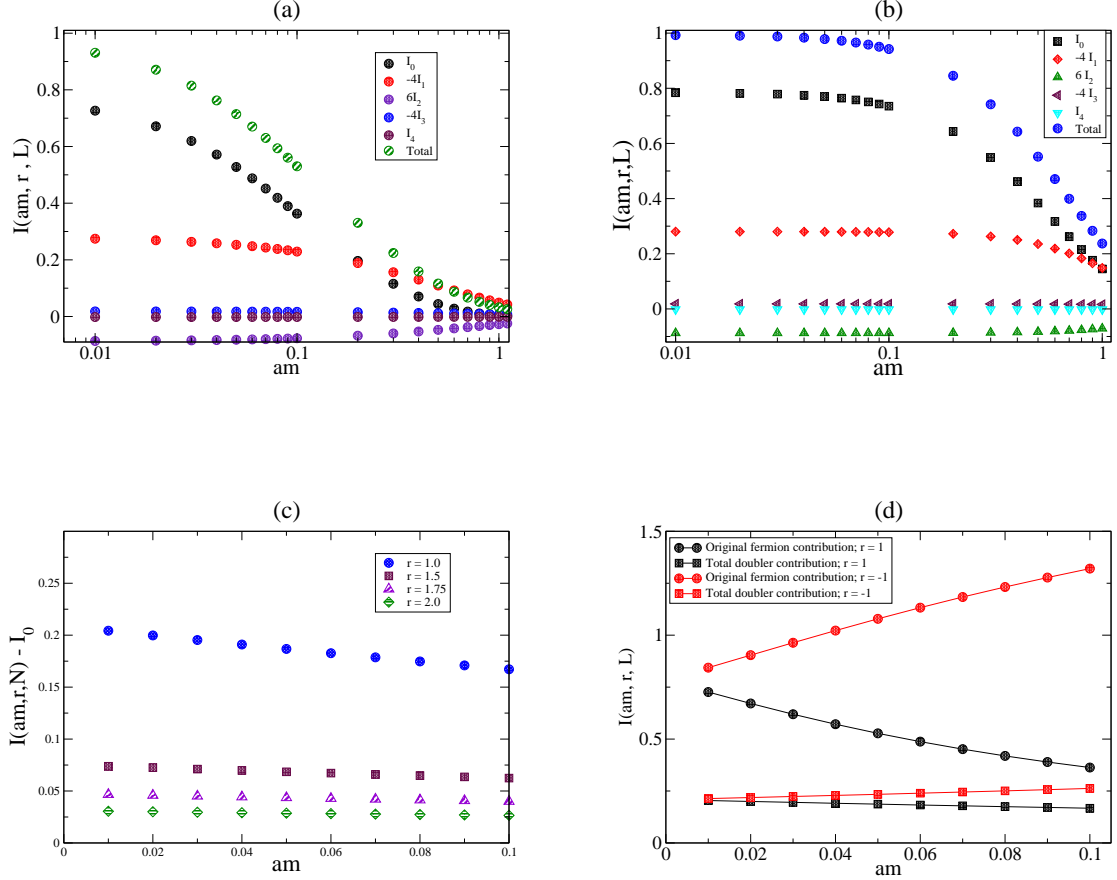 (a)
I(am, r , L)
1
0.8
0.6
0.4
0.2
0
0.01
0.1
1
am
I0
-4I1
6I2
-4I3
I4
Total
(b)
I(am,r,L)
1
0.8
0.6
0.4
0.2
0
0.01
0.1
1
am
I0
-4 I1
6 I2
-4 I3
I4
Total
(c)
I(am,r,N) - I0
0.25
0.2
0.15
0.1
0.05
0
0
0.02
0.04
0.06
0.08
0.1
am
r = 1.0
r = 1.5
r = 1.75
r = 2.0
(d)
I(am, r, L)
1.5
1
0.5
0
0.00
0.02
0.04
0.06
0.08
0.1
am
Original fermion contribution; r = 1
Total doubler contribution; r = 1
Original fermion contribution; r = -1
Total doubler contribution; r = -1